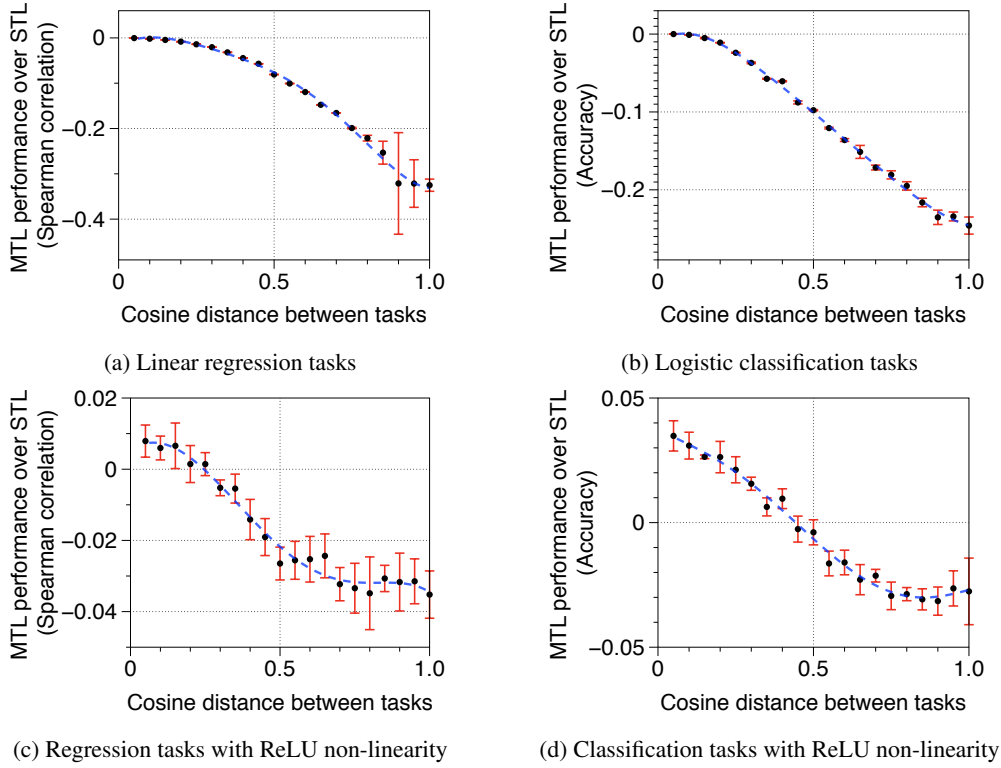 MTL performance over STL
(Spearman correlation)
0
−0.2
−0.4
0
0.5
1.0
Cosine distance between tasks
(a) Linear regression tasks
MTL performance over STL
(Accuracy)
0
−0.1
−0.2
0
0.5
1.0
Cosine distance between tasks
(b) Logistic classification tasks
MTL performance over STL
(Spearman correlation)
0.02
0
−0.02
−0.04
0
0.5
1.0
Cosine distance between tasks
(c) Regression tasks with ReLU non-linearity
MTL performance over STL
(Accuracy)
0.05
0
−0.05
0
0.5
1.0
Cosine distance between tasks
(d) Classification tasks with ReLU non-linearity